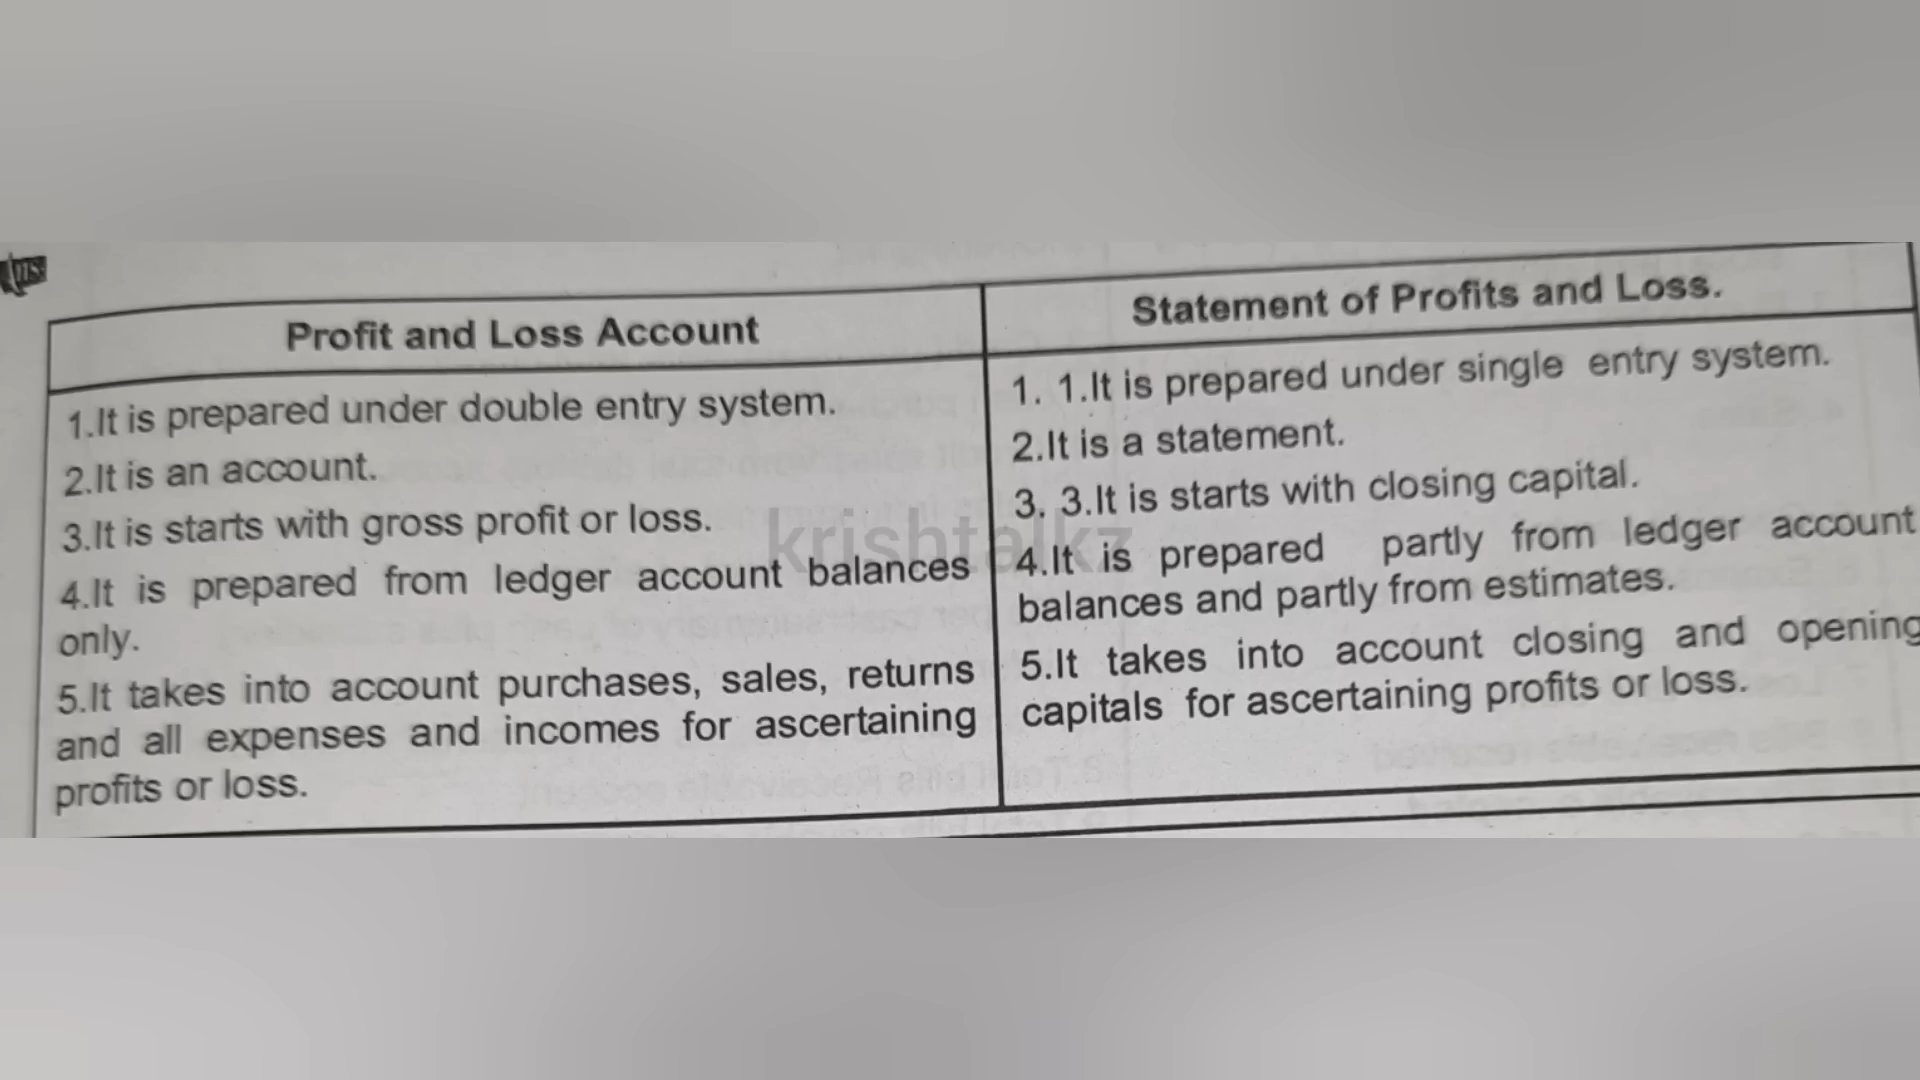 Ans:
Profit and Loss Account
1.It is prepared under double entry system.
2.It is an account.
3.It is starts with gross profit or loss.
4.It is prepared from ledger account balances
only.
5.It takes into account purchases, sales, returns
and all expenses and incomes for ascertaining
profits or loss.
Statement of Profits and Loss.
1. 1.It is prepared under single entry system.
2.It is a statement.
3. 3.It is starts with closing capital.
4.It is prepared partly from ledger account
balances and partly from estimates.
5.It takes into account closing and opening
capitals for ascertaining profits or loss.
krishtalkz